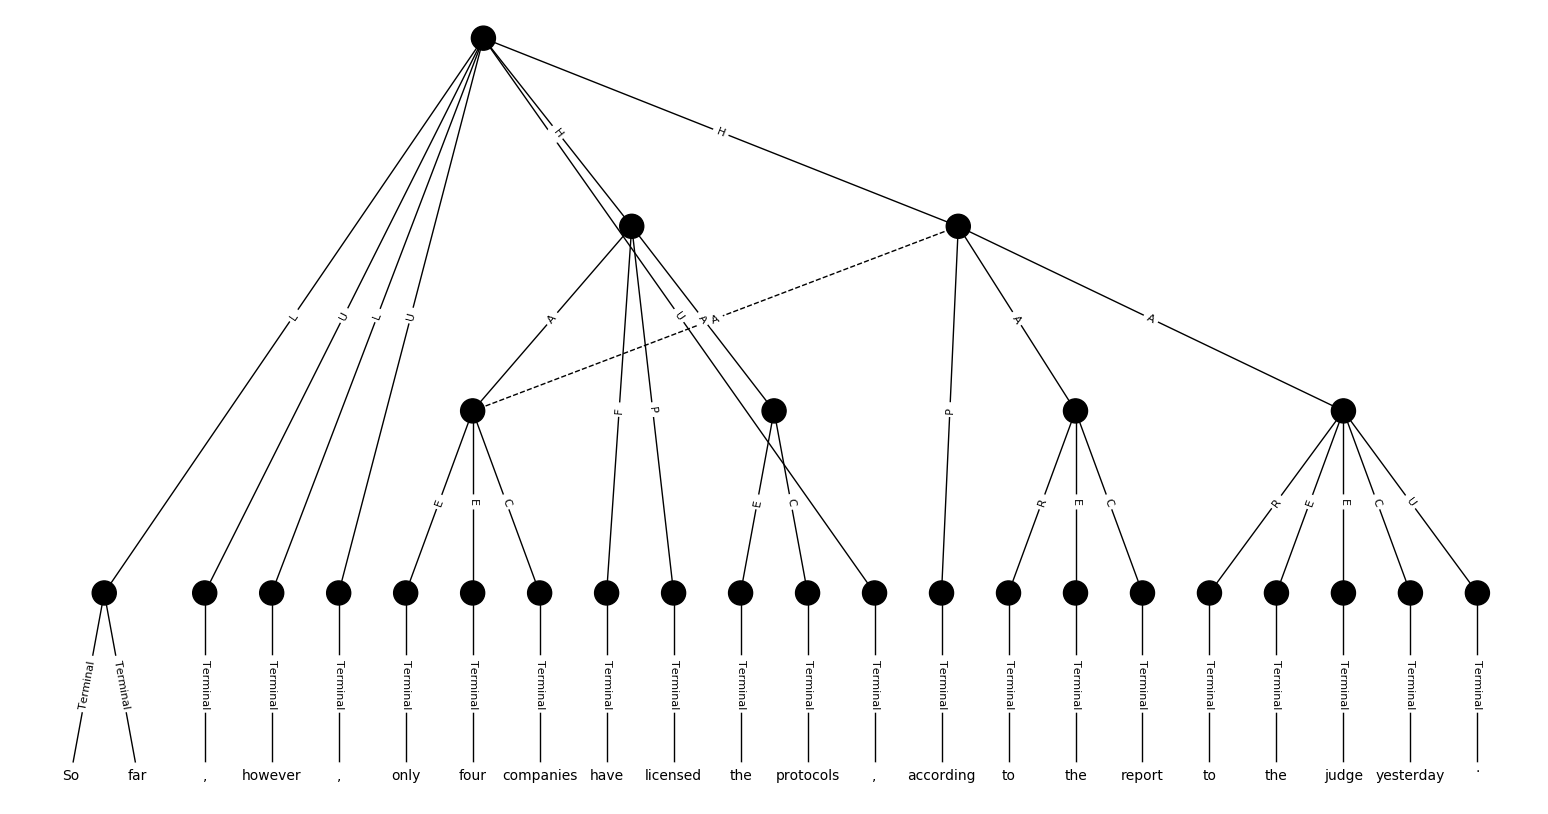 H H
L U L U A U A A A A
F P P
E E C E C R E C R E E C U
Terminal Terminal Terminal Terminal Terminal Terminal Terminal Terminal Terminal Terminal Terminal Terminal Terminal Terminal Terminal Terminal Terminal Terminal Terminal Terminal Terminal Terminal
So far , however , only four companies have licensed the protocols , according to the report to the judge yesterday .